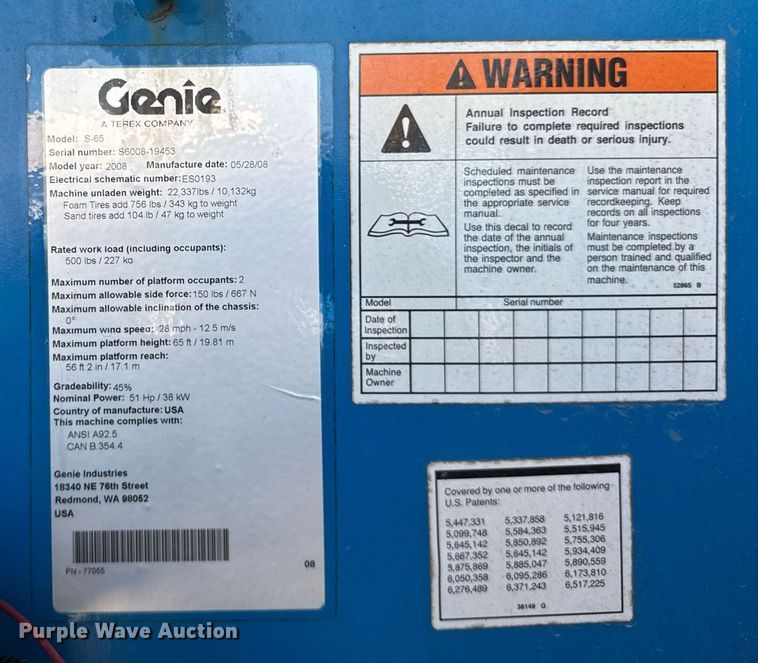 Genie
A TEREX COMPANY
Model: S-65
Serial number: S6008-19453
Model year: 2008 Manufacture date: 05/28/08
Electrical schematic number: ES0193
Machine unladen weight: 22,337lbs / 10,132kg
Foam Tires add 756 lbs / 343 kg to weight
Sand tires add 104 lb / 47 kg to weight
Rated work load (including occupants):
500 lbs / 227 kg
Maximum number of platform occupants: 2
Maximum allowable side force: 150 lbs / 667 N
Maximum allowable inclination of the chassis:
0°
Maximum wind speed: 28 mph - 12.5 m/s
Maximum platform height: 65 ft / 19.81 m
Maximum platform reach:
56 ft 2 in / 17.1 m
Gradeability: 45%
Nominal Power: 51 Hp / 38 kW
Country of manufacture: USA
This machine complies with:
ANSI A92.5
CAN B.354.4
Genie Industries
18340 NE 76th Street
Redmond, WA 98052
USA
PN - 77055
08
WARNING
Annual Inspection Record
Failure to complete required inspections
could result in death or serious injury.
Scheduled maintenance
inspections must be
completed as specified in
the appropriate service
manual.
Use this decal to record
the date of the annual
inspection, the initials of
the inspector and the
machine owner.
Use the maintenance
inspection report in the
service manual for required
recordkeeping. Keep
records on all inspections
for four years.
Maintenance inspections
must be completed by a
person trained and qualified
on the maintenance of this
machine.
52865 B
Model Serial number
Date of
Inspection
Inspected
by
Machine
Owner
Covered by one or more of the following
U.S. Patents:
5,447,331 5,337,858 5,121,816
5,099,748 5,584,363 5,515,945
5,645,142 5,850,892 5,755,306
5,667,352 5,645,142 5,934,409
5,875,869 5,885,047 5,890,559
6,050,358 6,095,286 6,173,810
6,276,489 6,371,243 6,517,225
38149 G
Purple Wave Auction